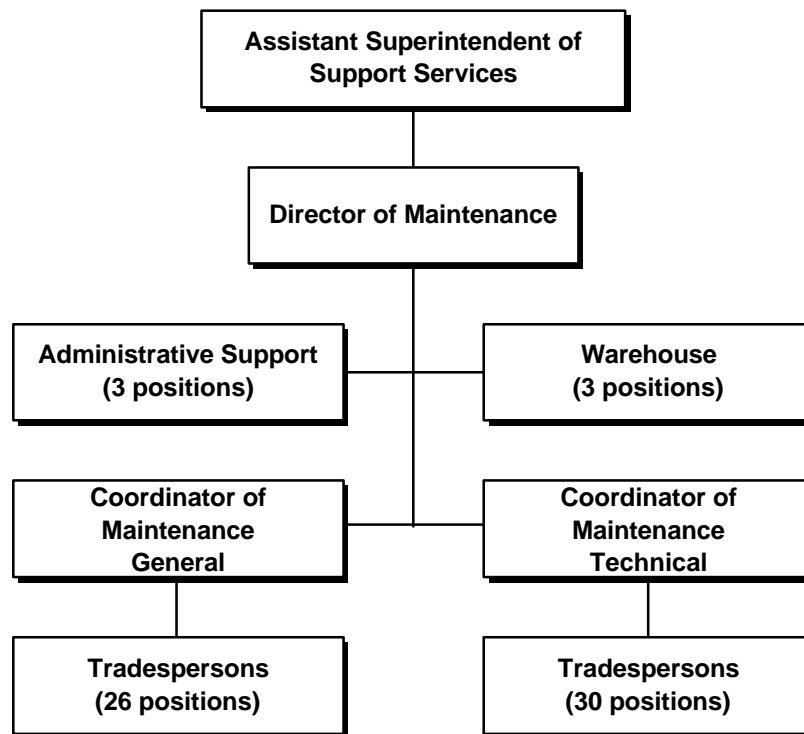 Assistant Superintendent of
Support Services
Director of Maintenance
Administrative Support
(3 positions)
Warehouse
(3 positions)
Coordinator of
Maintenance
General
Coordinator of
Maintenance
Technical
Tradespersons
(26 positions)
Tradespersons
(30 positions)